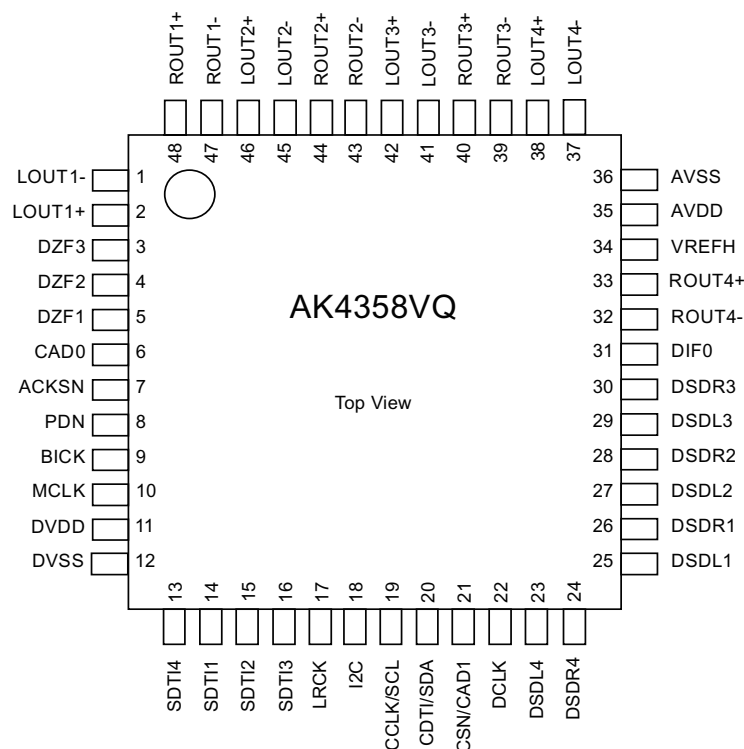 ROUT1+
ROUT1-
LOUT2+
LOUT2-
ROUT2+
ROUT2-
LOUT3+
LOUT3-
ROUT3+
ROUT3-
LOUT4+
LOUT4-
48
47
46
45
44
43
42
41
40
39
38
37
LOUT1- 1
LOUT1+ 2
DZF3 3
DZF2 4
DZF1 5
CAD0 6
ACKSN 7
PDN 8
BICK 9
MCLK 10
DVDD 11
DVSS 12
AK4358VQ
Top View
36 AVSS
35 AVDD
34 VREFH
33 ROUT4+
32 ROUT4-
31 DIF0
30 DSDR3
29 DSDL3
28 DSDR2
27 DSDL2
26 DSDR1
25 DSDL1
13
14
15
16
17
18
19
20
21
22
23
24
SDTI4
SDTI1
SDTI2
SDTI3
LRCK
I2C
CCLK/SCL
CDTI/SDA
CSN/CAD1
DCLK
DSDL4
DSDR4